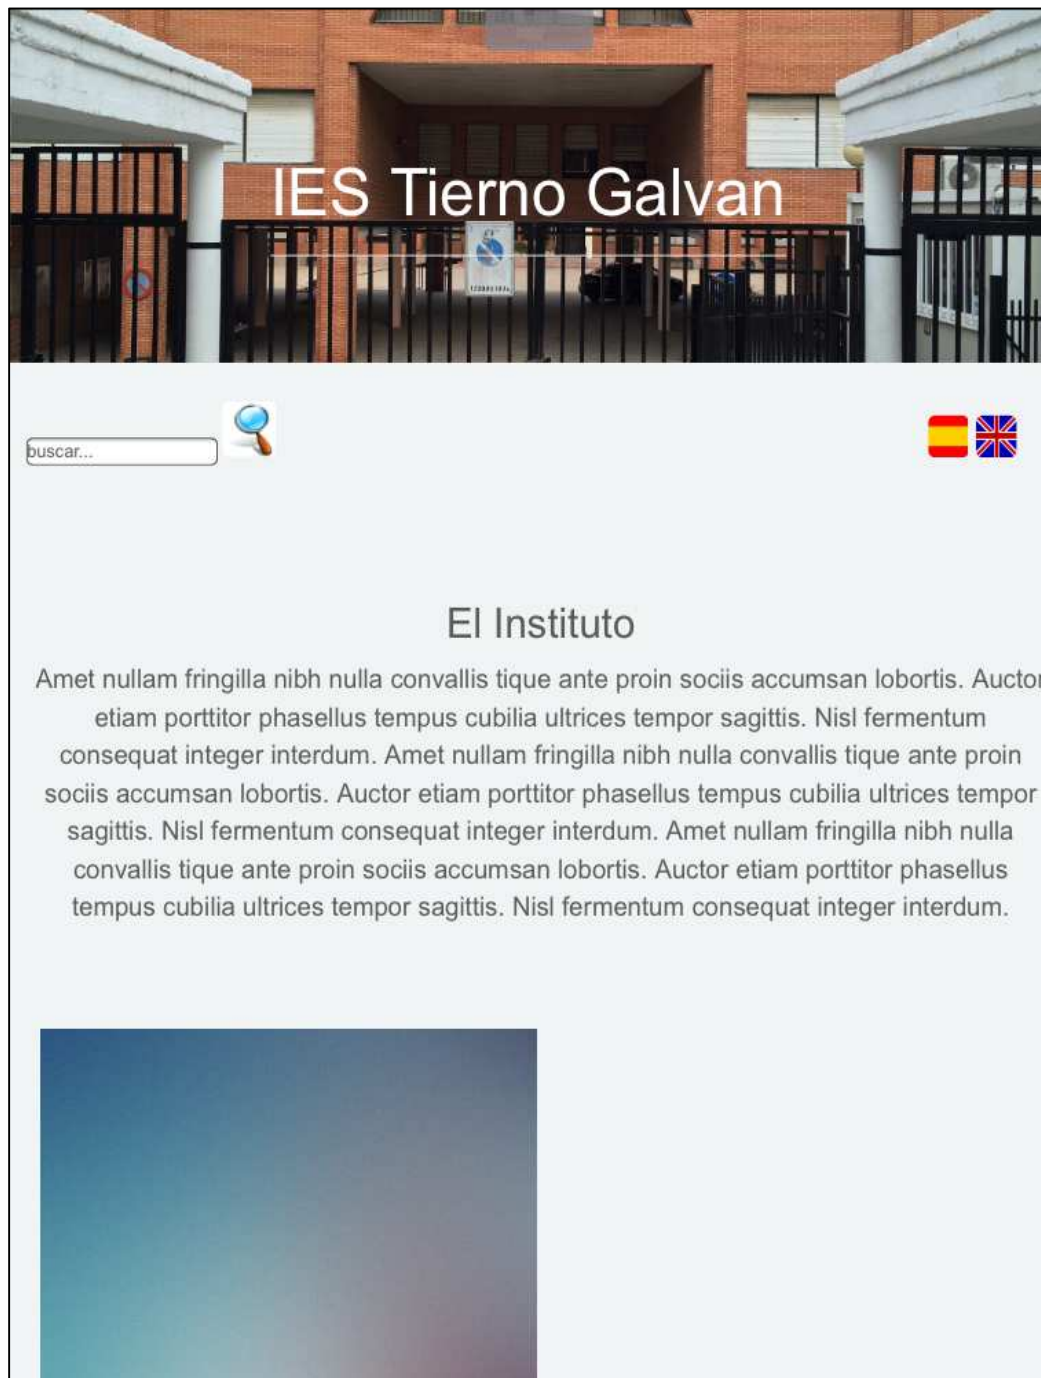 IES Tierno Galvan
buscar...
El Instituto
Amet nullam fringilla nibh nulla convallis tique ante proin sociis accumsan lobortis. Auctor
etiam porttitor phasellus tempus cubilia ultrices tempor sagittis. Nisl fermentum
consequat integer interdum. Amet nullam fringilla nibh nulla convallis tique ante proin
sociis accumsan lobortis. Auctor etiam porttitor phasellus tempus cubilia ultrices tempor
sagittis. Nisl fermentum consequat integer interdum. Amet nullam fringilla nibh nulla
convallis tique ante proin sociis accumsan lobortis. Auctor etiam porttitor phasellus
tempus cubilia ultrices tempor sagittis. Nisl fermentum consequat integer interdum.